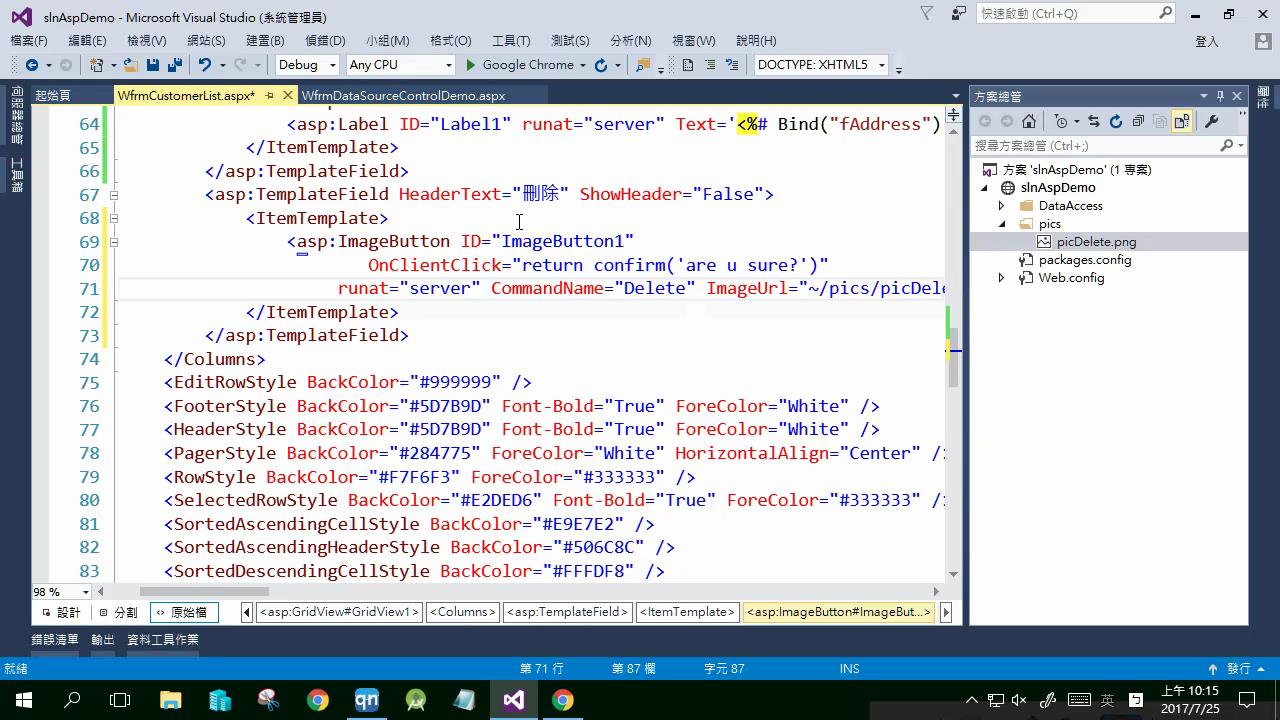 slnAspDemo - Microsoft Visual Studio (系統管理員)
快速啟動 (Ctrl+Q)
檔案(F) 編輯(E) 檢視(V) 網站(S) 建置(B) 偵錯(D) 小組(M) 格式(O) 工具(T) 測試(S) 分析(N) 視窗(W) 說明(H)
登入
Debug Any CPU Google Chrome DOCTYPE: XHTML5
伺服器總管
工具箱
起始頁 WfrmCustomerList.aspx* WfrmDataSourceControlDemo.aspx
64 <asp:Label ID="Label1" runat="server" Text='<%# Bind("fAddress")
65 </ItemTemplate>
66 </asp:TemplateField>
67 <asp:TemplateField HeaderText="刪除" ShowHeader="False">
68 <ItemTemplate>
69 <asp:ImageButton ID="ImageButton1"
70 OnClientClick="return confirm('are u sure?')"
71 runat="server" CommandName="Delete" ImageUrl="~/pics/picDele
72 </ItemTemplate>
73 </asp:TemplateField>
74 </Columns>
75 <EditRowStyle BackColor="#999999" />
76 <FooterStyle BackColor="#5D7B9D" Font-Bold="True" ForeColor="White" />
77 <HeaderStyle BackColor="#5D7B9D" Font-Bold="True" ForeColor="White" />
78 <PagerStyle BackColor="#284775" ForeColor="White" HorizontalAlign="Center" />
79 <RowStyle BackColor="#F7F6F3" ForeColor="#333333" />
80 <SelectedRowStyle BackColor="#E2DED6" Font-Bold="True" ForeColor="#333333" />
81 <SortedAscendingCellStyle BackColor="#E9E7E2" />
82 <SortedAscendingHeaderStyle BackColor="#506C8C" />
83 <SortedDescendingCellStyle BackColor="#FFFDF8" />
98 %
設計 分割 原始檔 <asp:GridView#GridView1> <Columns> <asp:TemplateField> <ItemTemplate> <asp:ImageButton#ImageBut...>
方案總管
搜尋方案總管 (Ctrl+;)
方案 'slnAspDemo' (1 專案)
slnAspDemo
DataAccess
pics
picDelete.png
packages.config
Web.config
錯誤清單 輸出 資料工具作業
就緒 第 71 行 第 87 欄 字元 87 INS 發行
qn
英
上午 10:15
2017/7/25